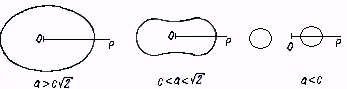 O P O P O P
a > c√2 c < a < √2 a < c